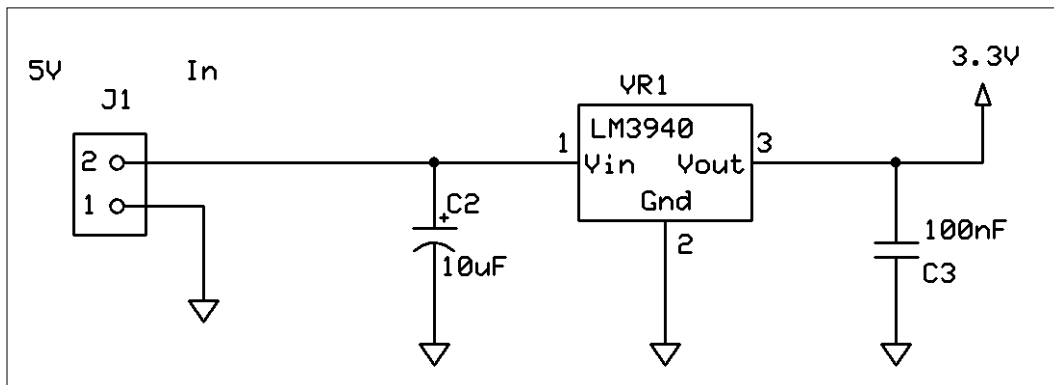 3.3V
5V In
VR1
J1
LM3940
1 3
2
Vin Vout
1
C2
Gnd
2
100nF
+
10uF
C3